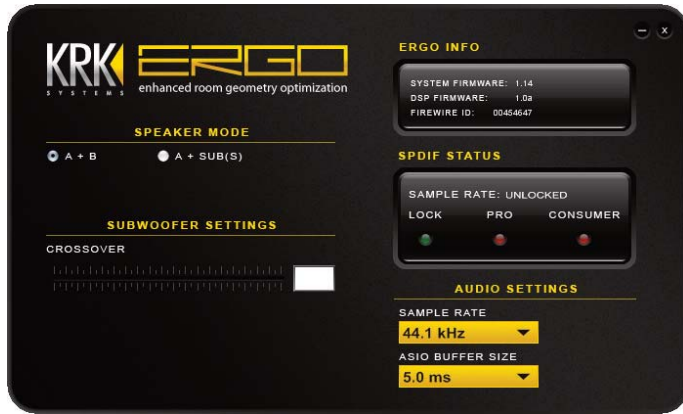 KRK
SYSTEMS
ERGO
enhanced room geometry optimization
SPEAKER MODE
A + B
A + SUB(S)
SUBWOOFER SETTINGS
CROSSOVER
ERGO INFO
SYSTEM FIRMWARE: 1.14
DSP FIRMWARE: 1.0a
FIREWIRE ID: 00454647
SPDIF STATUS
SAMPLE RATE: UNLOCKED
LOCK PRO CONSUMER
AUDIO SETTINGS
SAMPLE RATE
44.1 kHz
ASIO BUFFER SIZE
5.0 ms